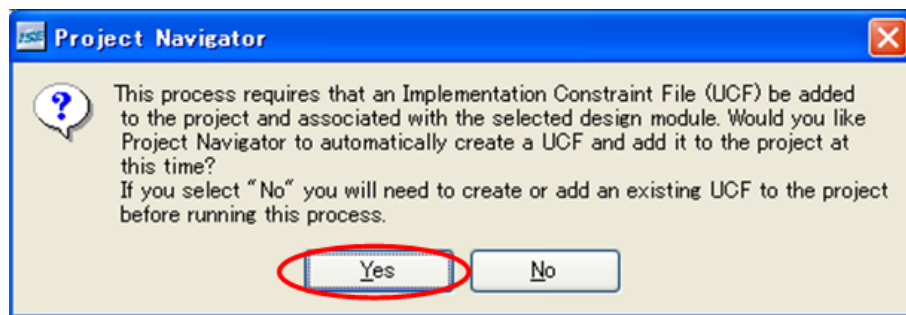 ISE Project Navigator
?
This process requires that an Implementation Constraint File (UCF) be added
to the project and associated with the selected design module. Would you like
Project Navigator to automatically create a UCF and add it to the project at
this time?
If you select "No" you will need to create or add an existing UCF to the project
before running this process.
Yes No